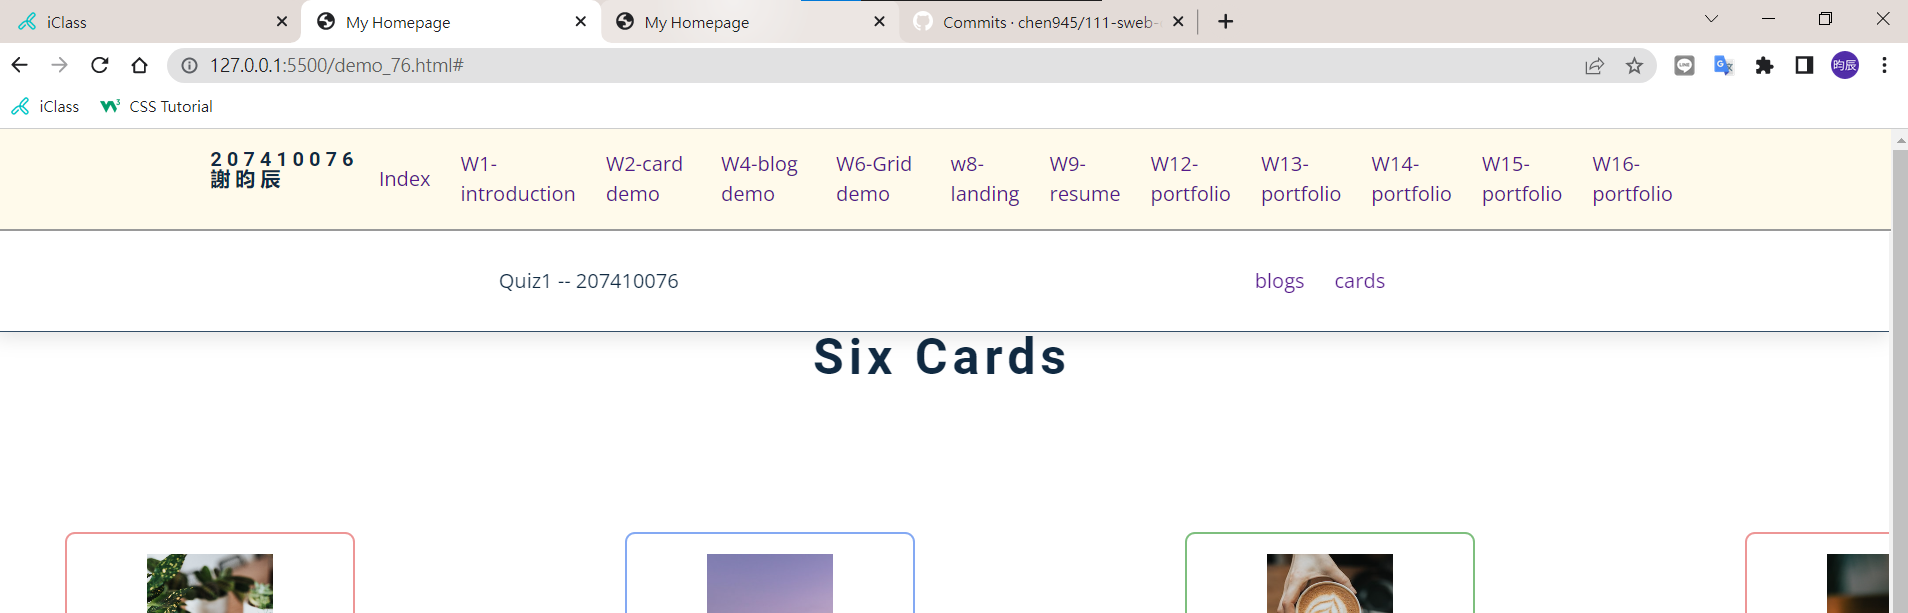 iClass
My Homepage
My Homepage
Commits · chen945/111-sweb-
127.0.0.1:5500/demo_76.html#
昀辰
iClass
CSS Tutorial
207410076
謝昀辰
Index
W1-
introduction
W2-card
demo
W4-blog
demo
W6-Grid
demo
w8-
landing
W9-
resume
W12-
portfolio
W13-
portfolio
W14-
portfolio
W15-
portfolio
W16-
portfolio
Quiz1 -- 207410076
blogs
cards
Six Cards